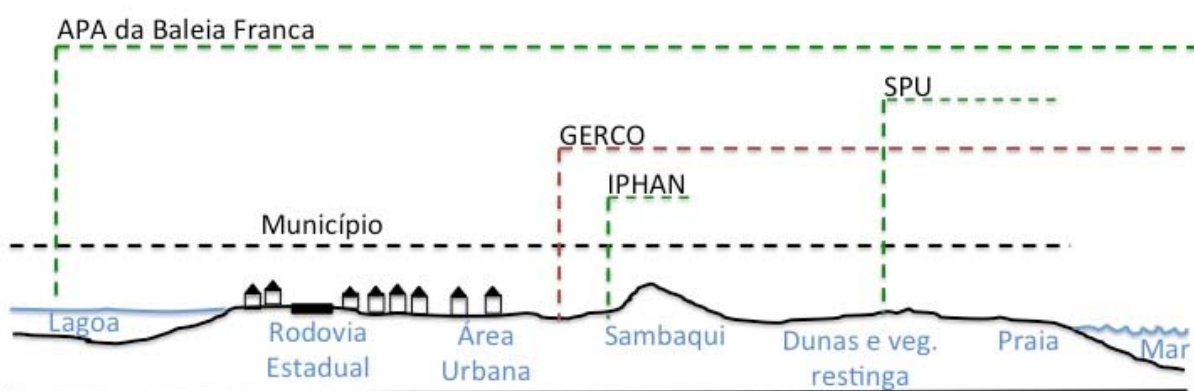 APA da Baleia Franca
SPU
GERCO
IPHAN
Município
Lagoa
Rodovia
Estadual
Área
Urbana
Sambaqui
Dunas e veg.
restinga
Praia
Mar